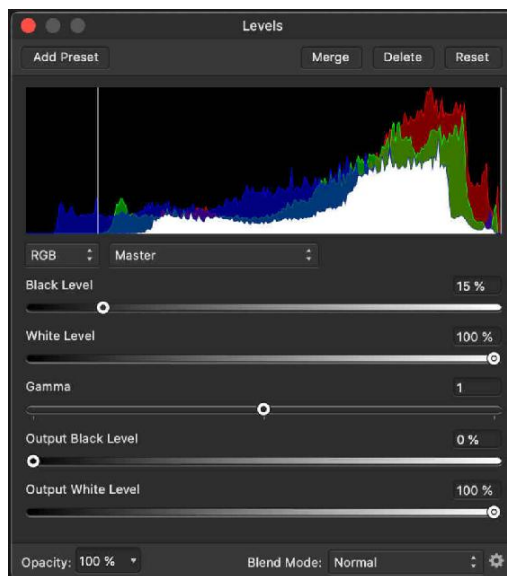 Levels
Add Preset Merge Delete Reset
RGB Master
Black Level 15 %
White Level 100 %
Gamma 1
Output Black Level 0 %
Output White Level 100 %
Opacity: 100 % Blend Mode: Normal